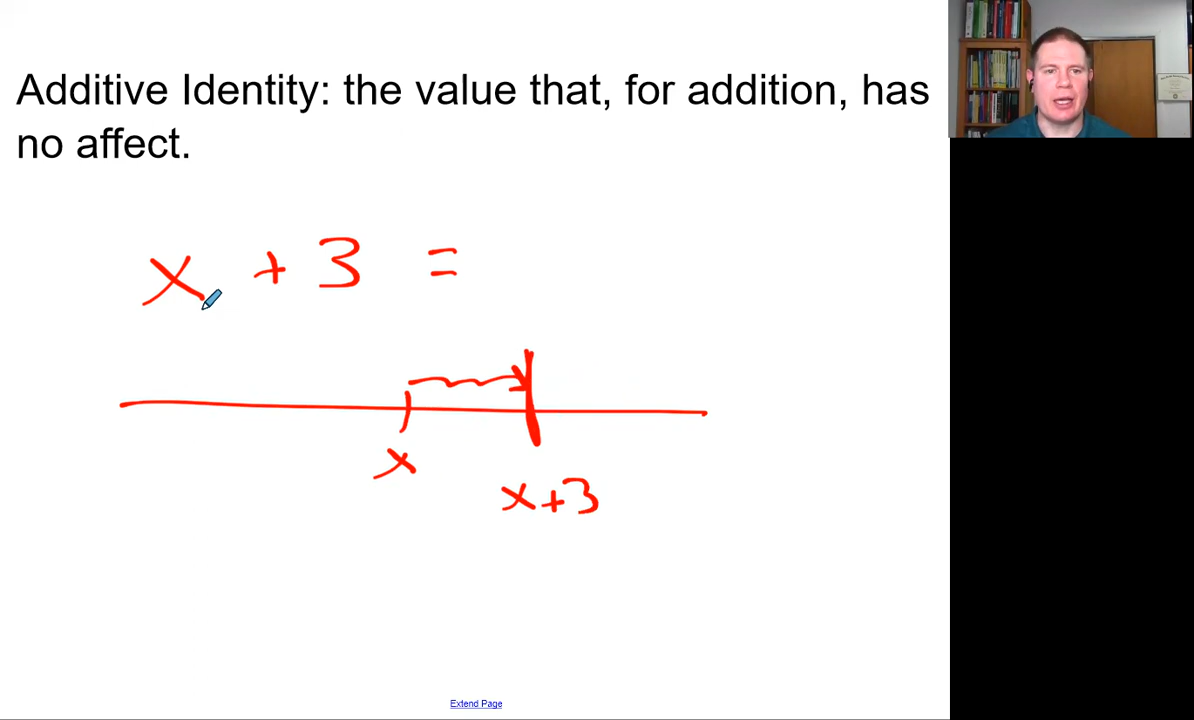 Additive Identity: the value that, for addition, has
no affect.
x + 3 =
x
x+3
Extend Page